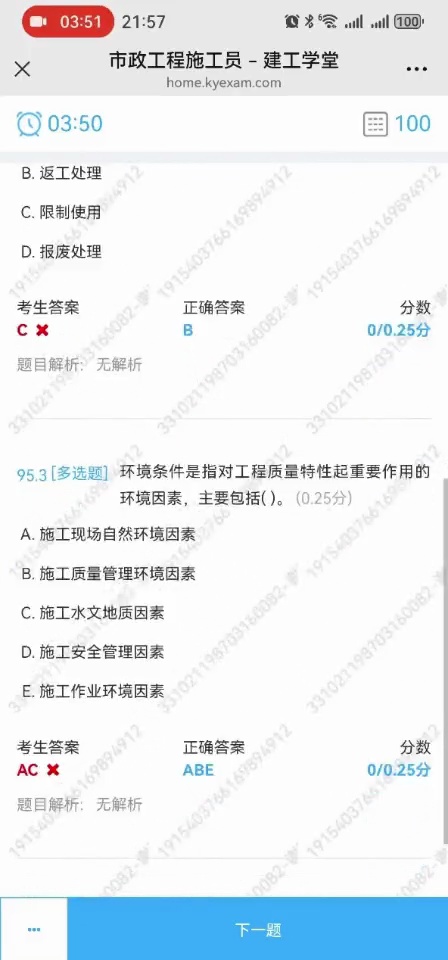 03:51 21:57 6 100
市政工程施工员 – 建工学堂
home.kyexam.com
03:50 100
B. 返工处理
C. 限制使用
D. 报废处理
考生答案 正确答案 分数
C ✖ B 0/0.25分
题目解析: 无解析
95.3 [多选题] 环境条件是指对工程质量特性起重要作用的
环境因素，主要包括( )。 (0.25分)
A. 施工现场自然环境因素
B. 施工质量管理环境因素
C. 施工水文地质因素
D. 施工安全管理因素
E. 施工作业环境因素
考生答案 正确答案 分数
AC ✖ ABE 0/0.25分
题目解析: 无解析
... 下一题